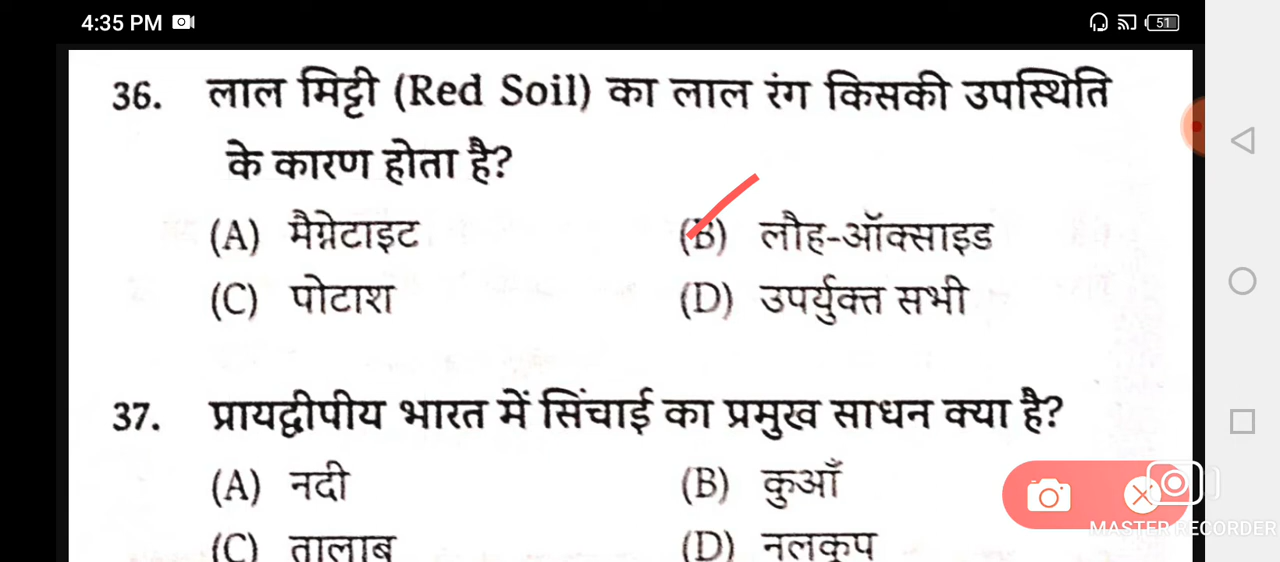 4:35 PM
51
36. लाल मिट्टी (Red Soil) का लाल रंग किसकी उपस्थिति
के कारण होता है?
(A) मैग्नेटाइट (B) लौह-ऑक्साइड
(C) पोटाश (D) उपर्युक्त सभी
37. प्रायद्वीपीय भारत में सिंचाई का प्रमुख साधन क्या है?
(A) नदी (B) कुआँ
(C) तालाब (D) नलकूप
MASTER RECORDER